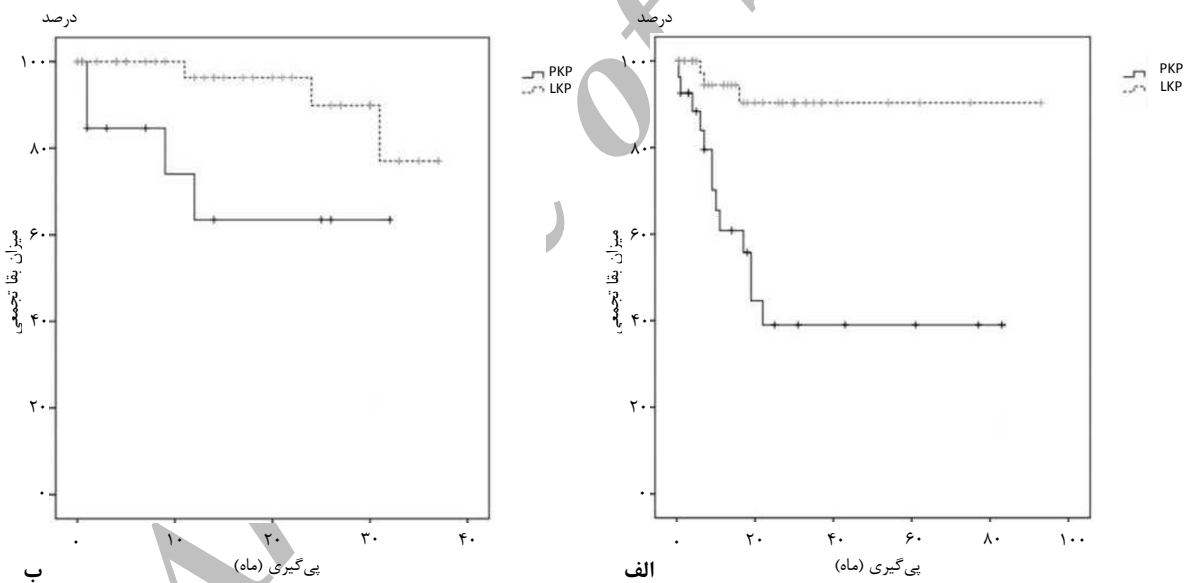 درصد
۱۰۰
۸۰
۶۰
۴۰
۲۰
۰
میزان بقا تجمعی
۰
۲۰
۴۰
۶۰
۸۰
۱۰۰
پی‌گیری (ماه)
PKP
LKP
الف
درصد
۱۰۰
۸۰
۶۰
۴۰
۲۰
۰
میزان بقا تجمعی
۰
۱۰
۲۰
۳۰
۴۰
پی‌گیری (ماه)
PKP
LKP
ب